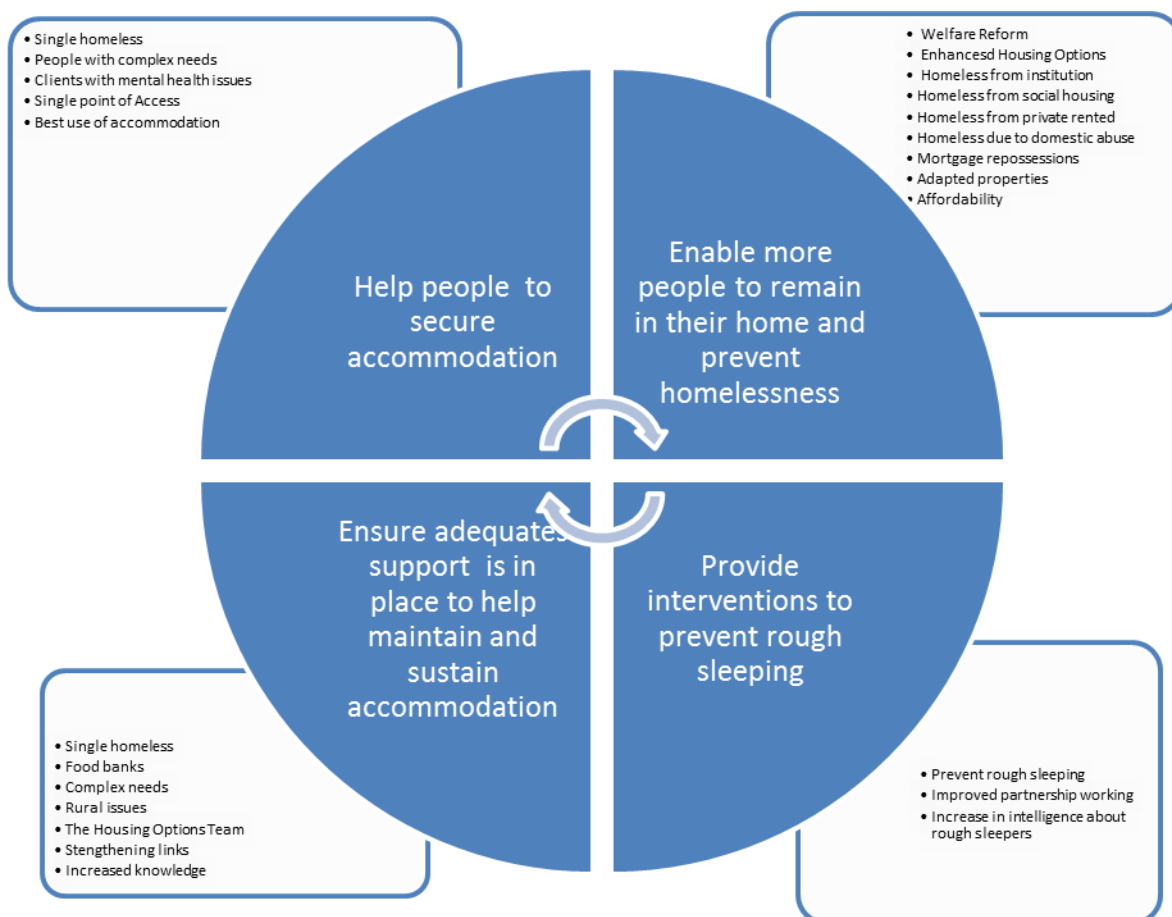 • Single homeless
• People with complex needs
• Clients with mental health issues
• Single point of Access
• Best use of accommodation
• Welfare Reform
• Enhancesd Housing Options
• Homeless from institution
• Homeless from social housing
• Homeless from private rented
• Homeless due to domestic abuse
• Mortgage repossessions
• Adapted properties
• Affordability
Help people to
secure
accommodation
Enable more
people to remain
in their home and
prevent
homelessness
Ensure adequates
support is in
place to help
maintain and
sustain
accommodation
Provide
interventions to
prevent rough
sleeping
• Single homeless
• Food banks
• Complex needs
• Rural issues
• The Housing Options Team
• Stengthening links
• Increased knowledge
• Prevent rough sleeping
• Improved partnership working
• Increase in intelligence about
rough sleepers